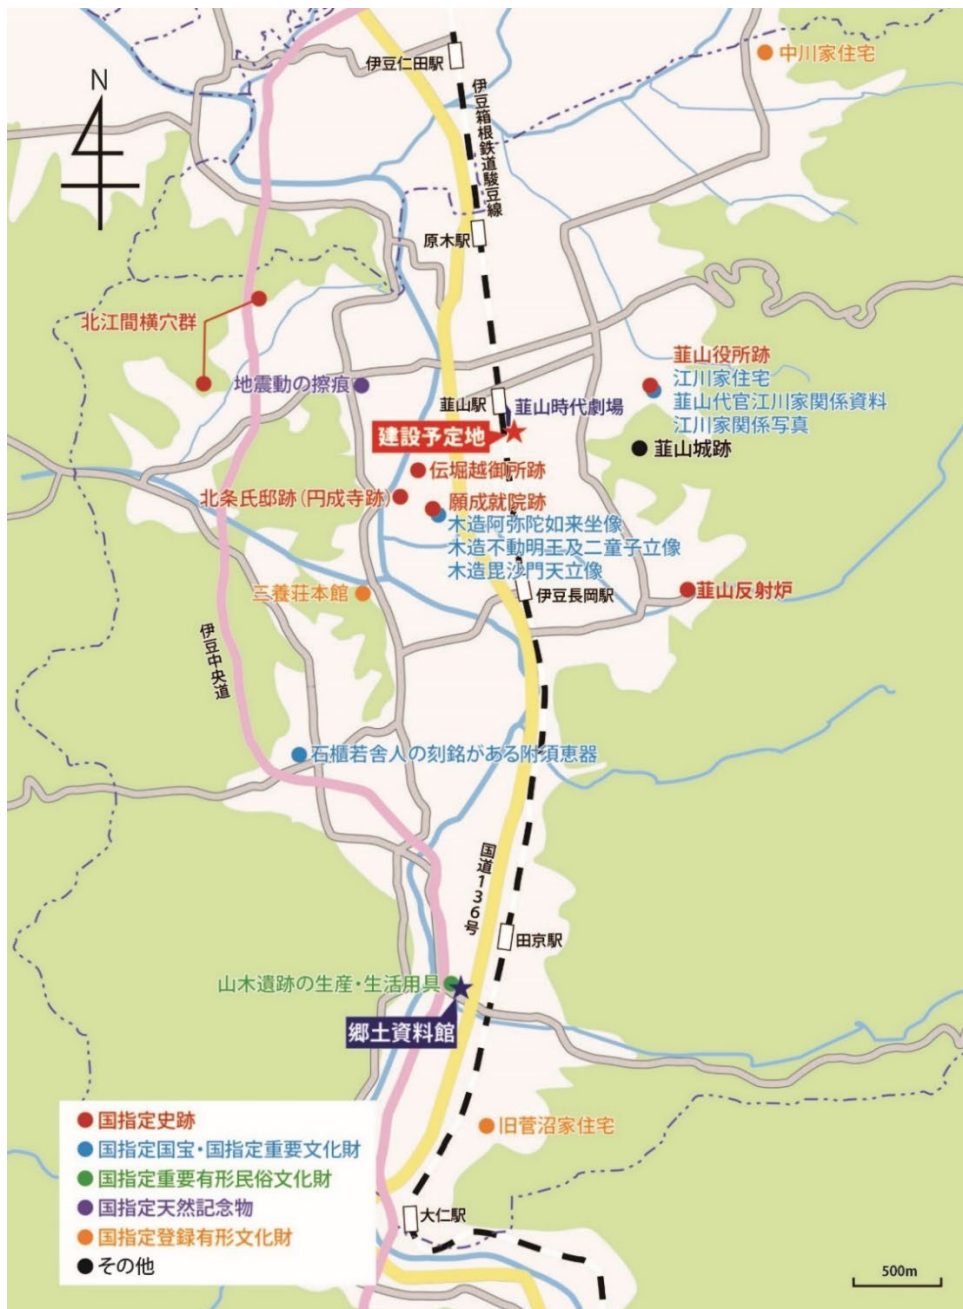 中川家住宅
伊豆仁田駅
N
伊豆箱根鉄道駿豆線
原木駅
北江間横穴群
地震動の擦痕
韮山役所跡
江川家住宅
韮山代官江川家関係資料
江川家関係写真
韮山駅
韮山時代劇場
建設予定地
韮山城跡
伝堀越御所跡
北条氏邸跡(円成寺跡)
願成就院跡
木造阿弥陀如来坐像
木造不動明王及二童子立像
木造毘沙門天立像
三養荘本館
伊豆長岡駅
韮山反射炉
伊豆中央道
石櫃若舎人の刻銘がある附須恵器
国道136号
田京駅
山木遺跡の生産・生活用具
郷土資料館
旧菅沼家住宅
大仁駅
国指定史跡
国指定国宝・国指定重要文化財
国指定重要有形民俗文化財
国指定天然記念物
国指定登録有形文化財
その他
500m